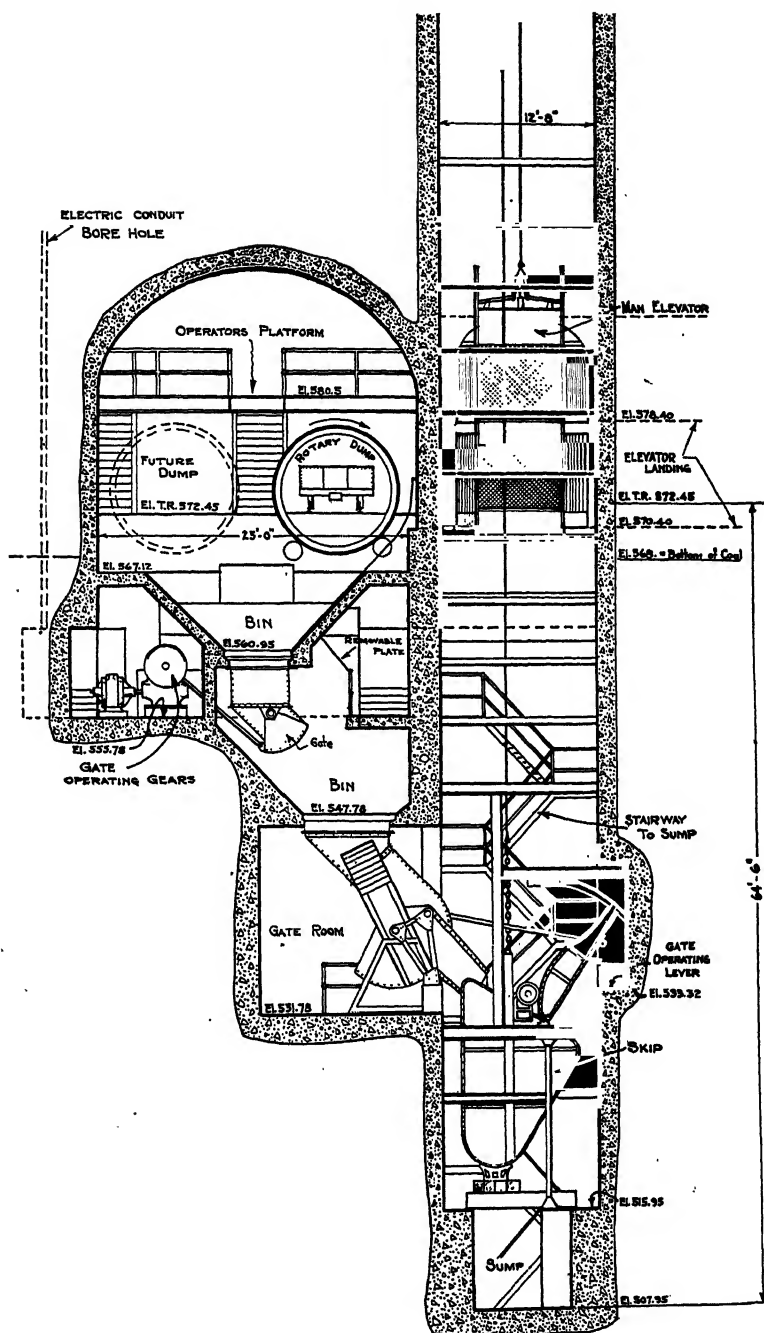 12'-8"
ELECTRIC CONDUIT
BORE HOLE
MAN ELEVATOR
OPERATORS PLATFORM
El.580.5
El.578.40
ROTARY DUMP
FUTURE
DUMP
ELEVATOR
LANDING
El.T.R.572.45
El.T.R. 572.45
23'-0"
El.570.40
El.568.=Bottom of Coal
El.567.12
BIN
El.560.95
REMOVABLE
PLATE
El.555.78
Gate
GATE
OPERATING GEARS
BIN
El.547.78
STAIRWAY
TO SUMP
64'-6"
GATE ROOM
GATE
OPERATING
LEVER
El.533.32
El.531.78
SKIP
El.515.95
SUMP
El.507.95